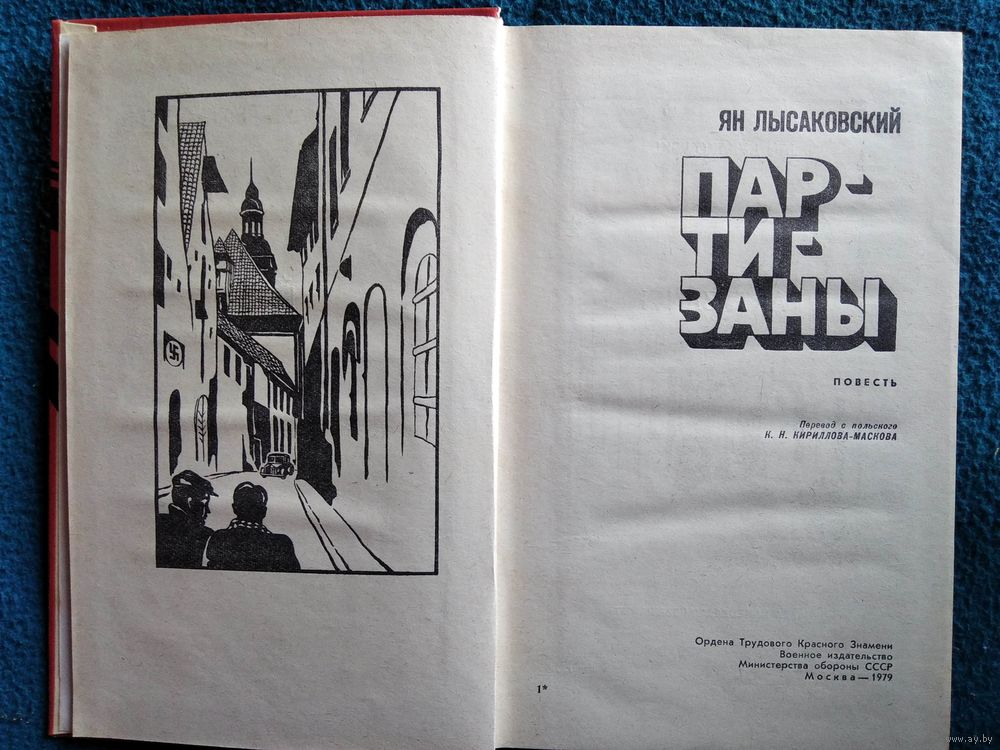 ЯН ЛЫСАКОВСКИЙ
ПАР-
ТИ-
ЗАНЫ
ПОВЕСТЬ
Перевод с польского
К. Н. КИРИЛЛОВА-МАСКОВА
Ордена Трудового Красного Знамени
Военное издательство
Министерства обороны СССР
Москва — 1979
1*
www.ay.by